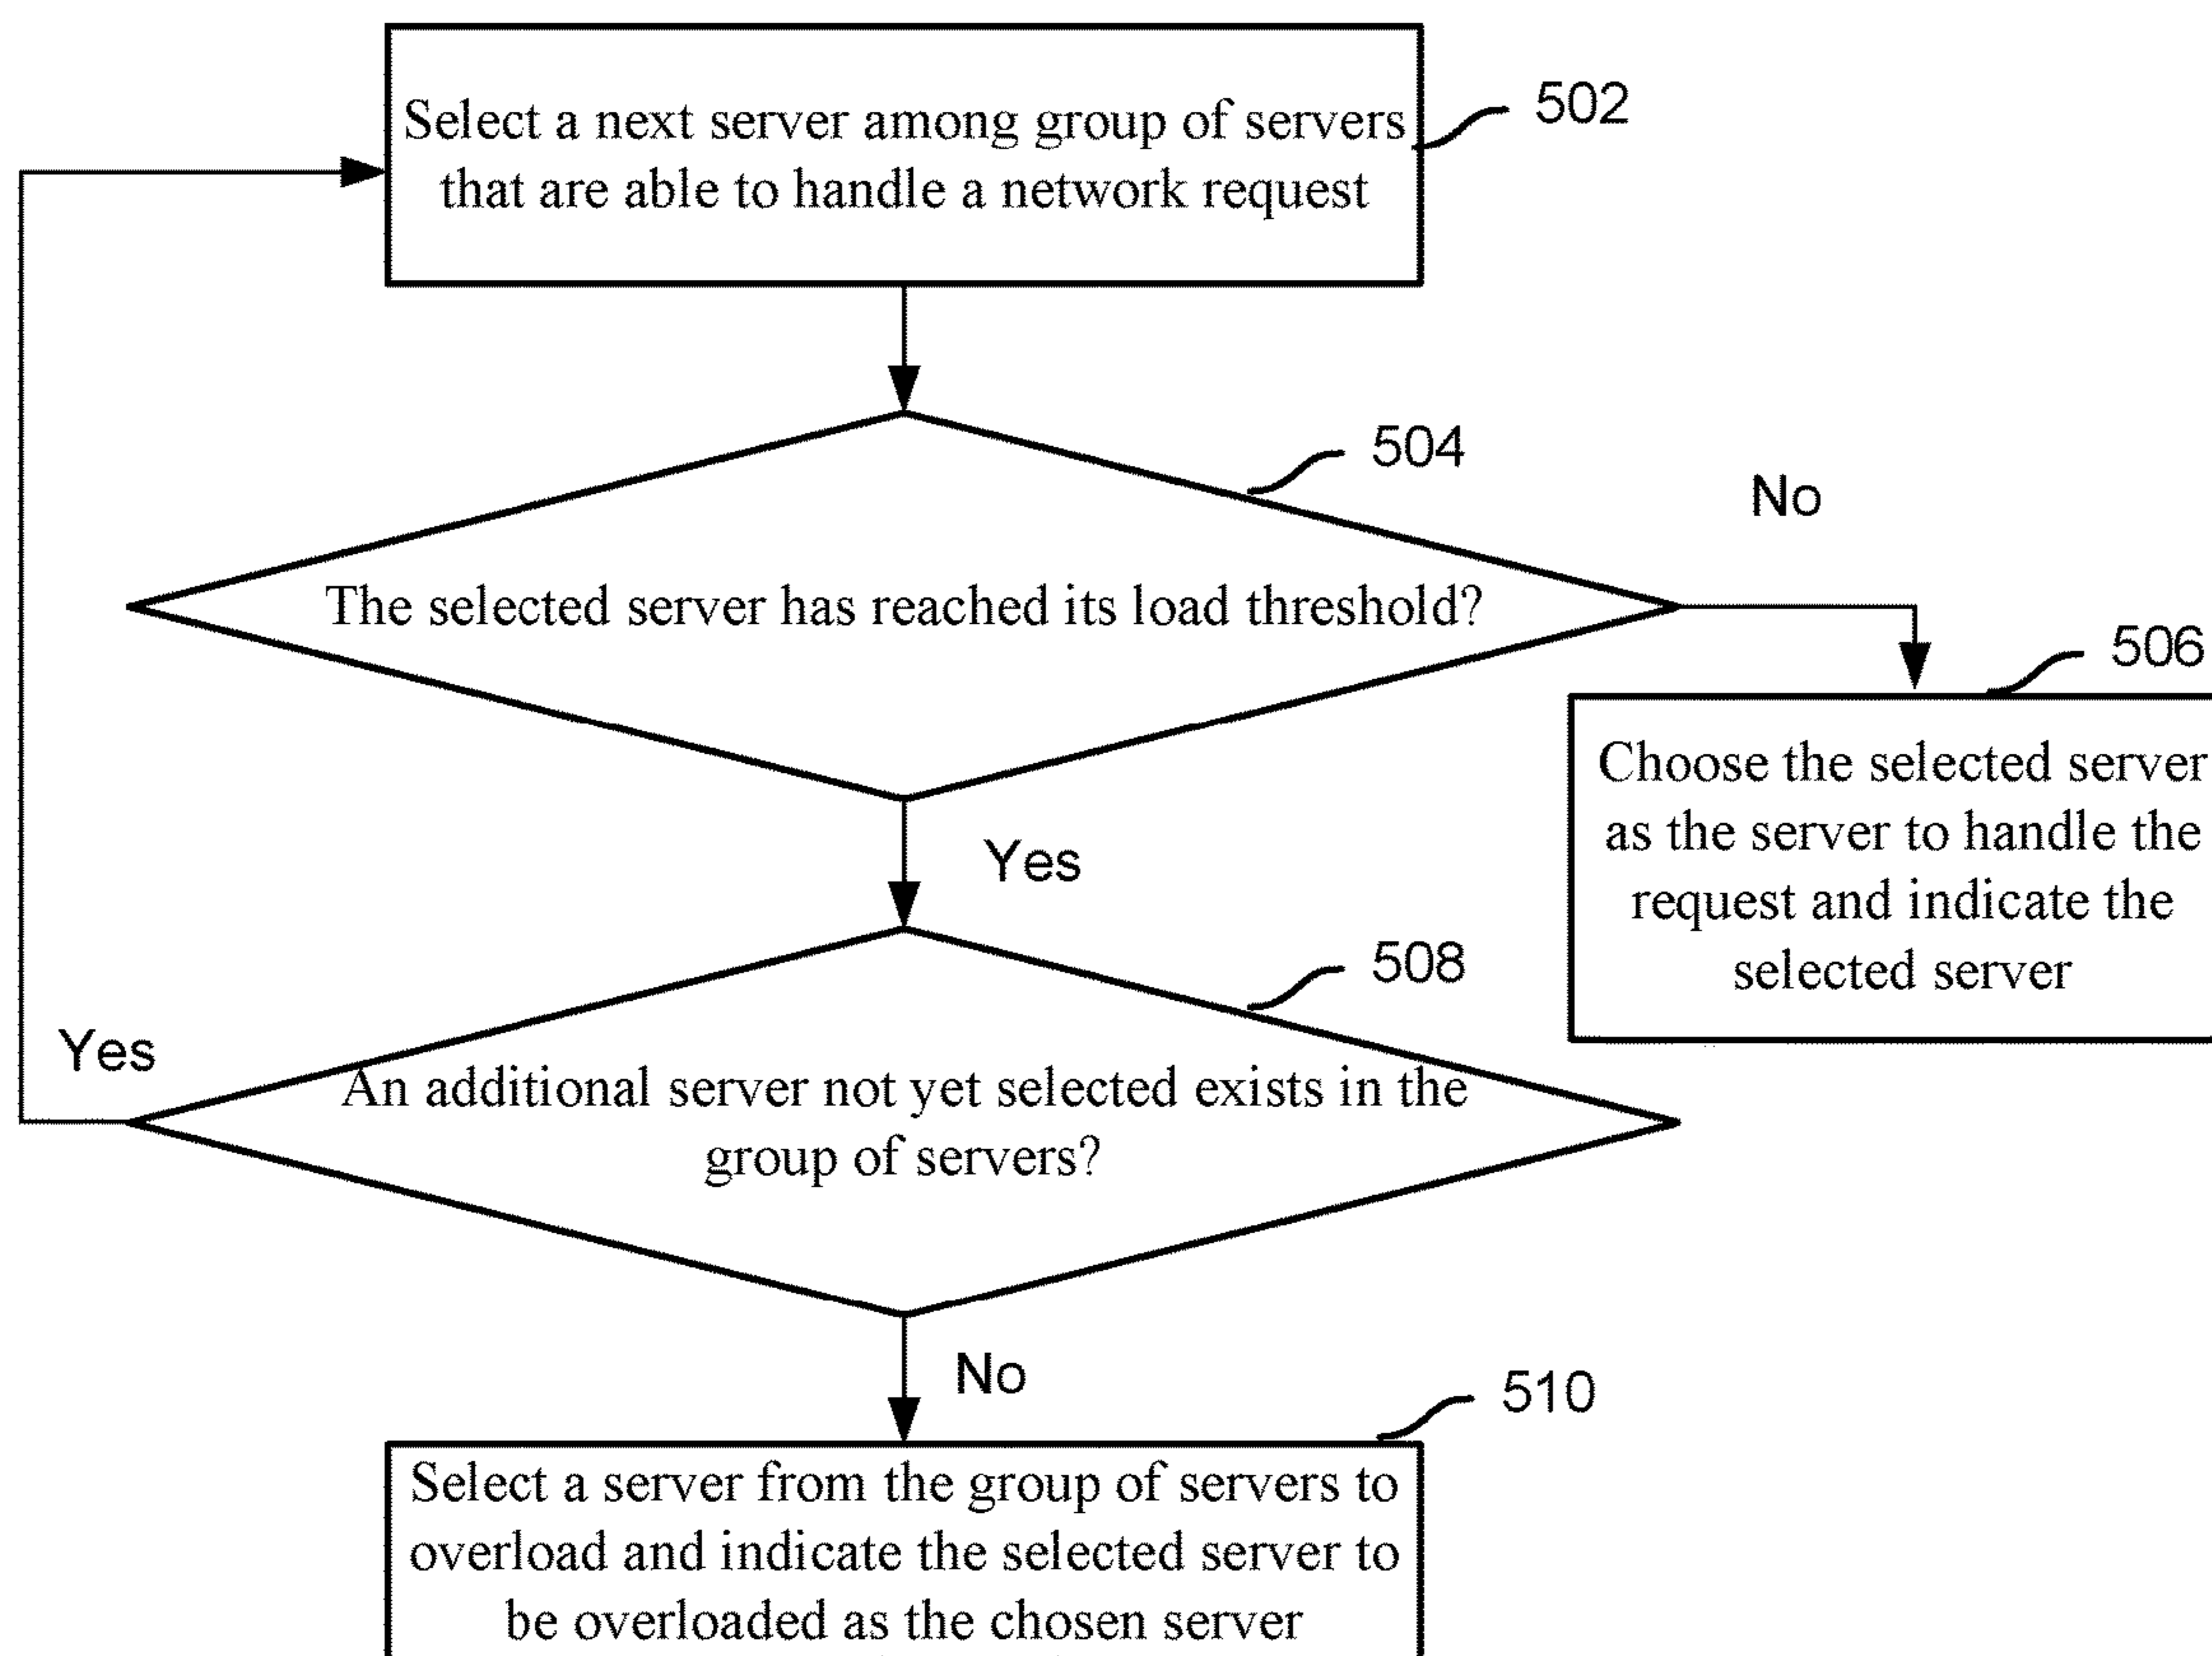 Select a next server among group of servers
that are able to handle a network request
502
504
No
The selected server has reached its load threshold?
506
Choose the selected server
as the server to handle the
request and indicate the
selected server
Yes
508
Yes
An additional server not yet selected exists in the
group of servers?
No
510
Select a server from the group of servers to
overload and indicate the selected server to
be overloaded as the chosen server